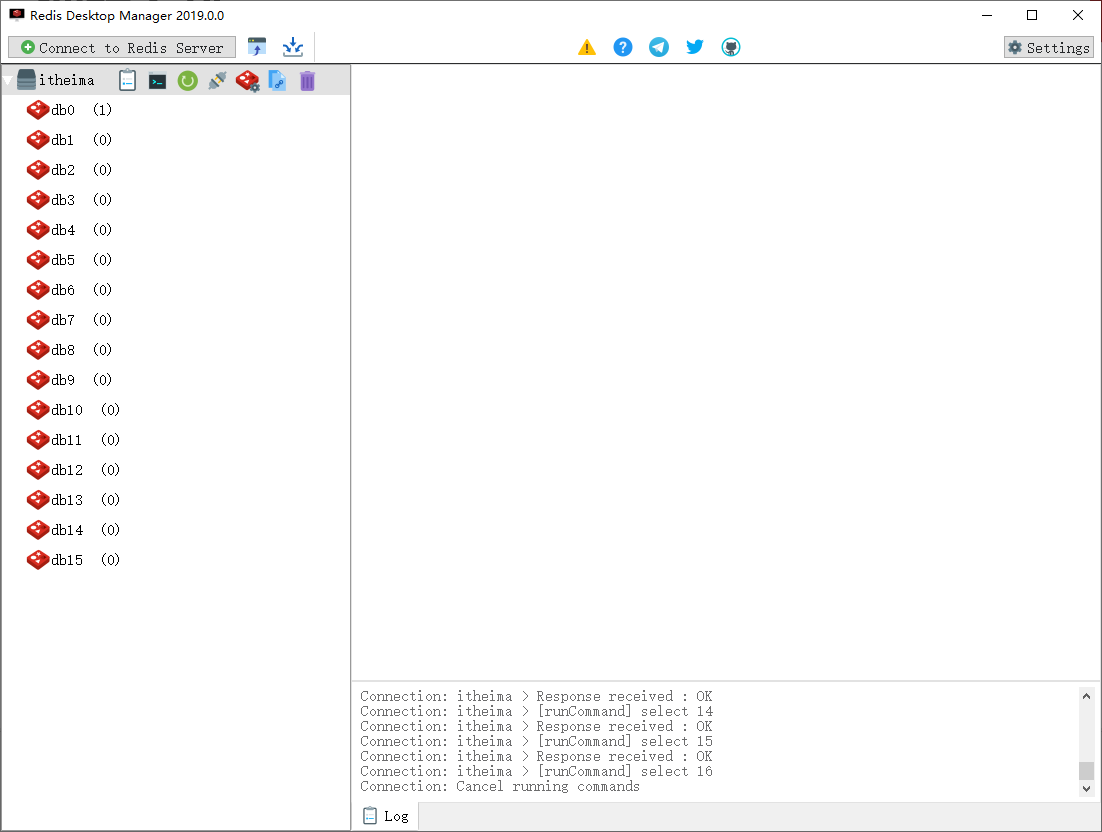 Redis Desktop Manager 2019.0.0
Connect to Redis Server
Settings
itheima
db0 (1)
db1 (0)
db2 (0)
db3 (0)
db4 (0)
db5 (0)
db6 (0)
db7 (0)
db8 (0)
db9 (0)
db10 (0)
db11 (0)
db12 (0)
db13 (0)
db14 (0)
db15 (0)
Connection: itheima > Response received : OK
Connection: itheima > [runCommand] select 14
Connection: itheima > Response received : OK
Connection: itheima > [runCommand] select 15
Connection: itheima > Response received : OK
Connection: itheima > [runCommand] select 16
Connection: Cancel running commands
Log